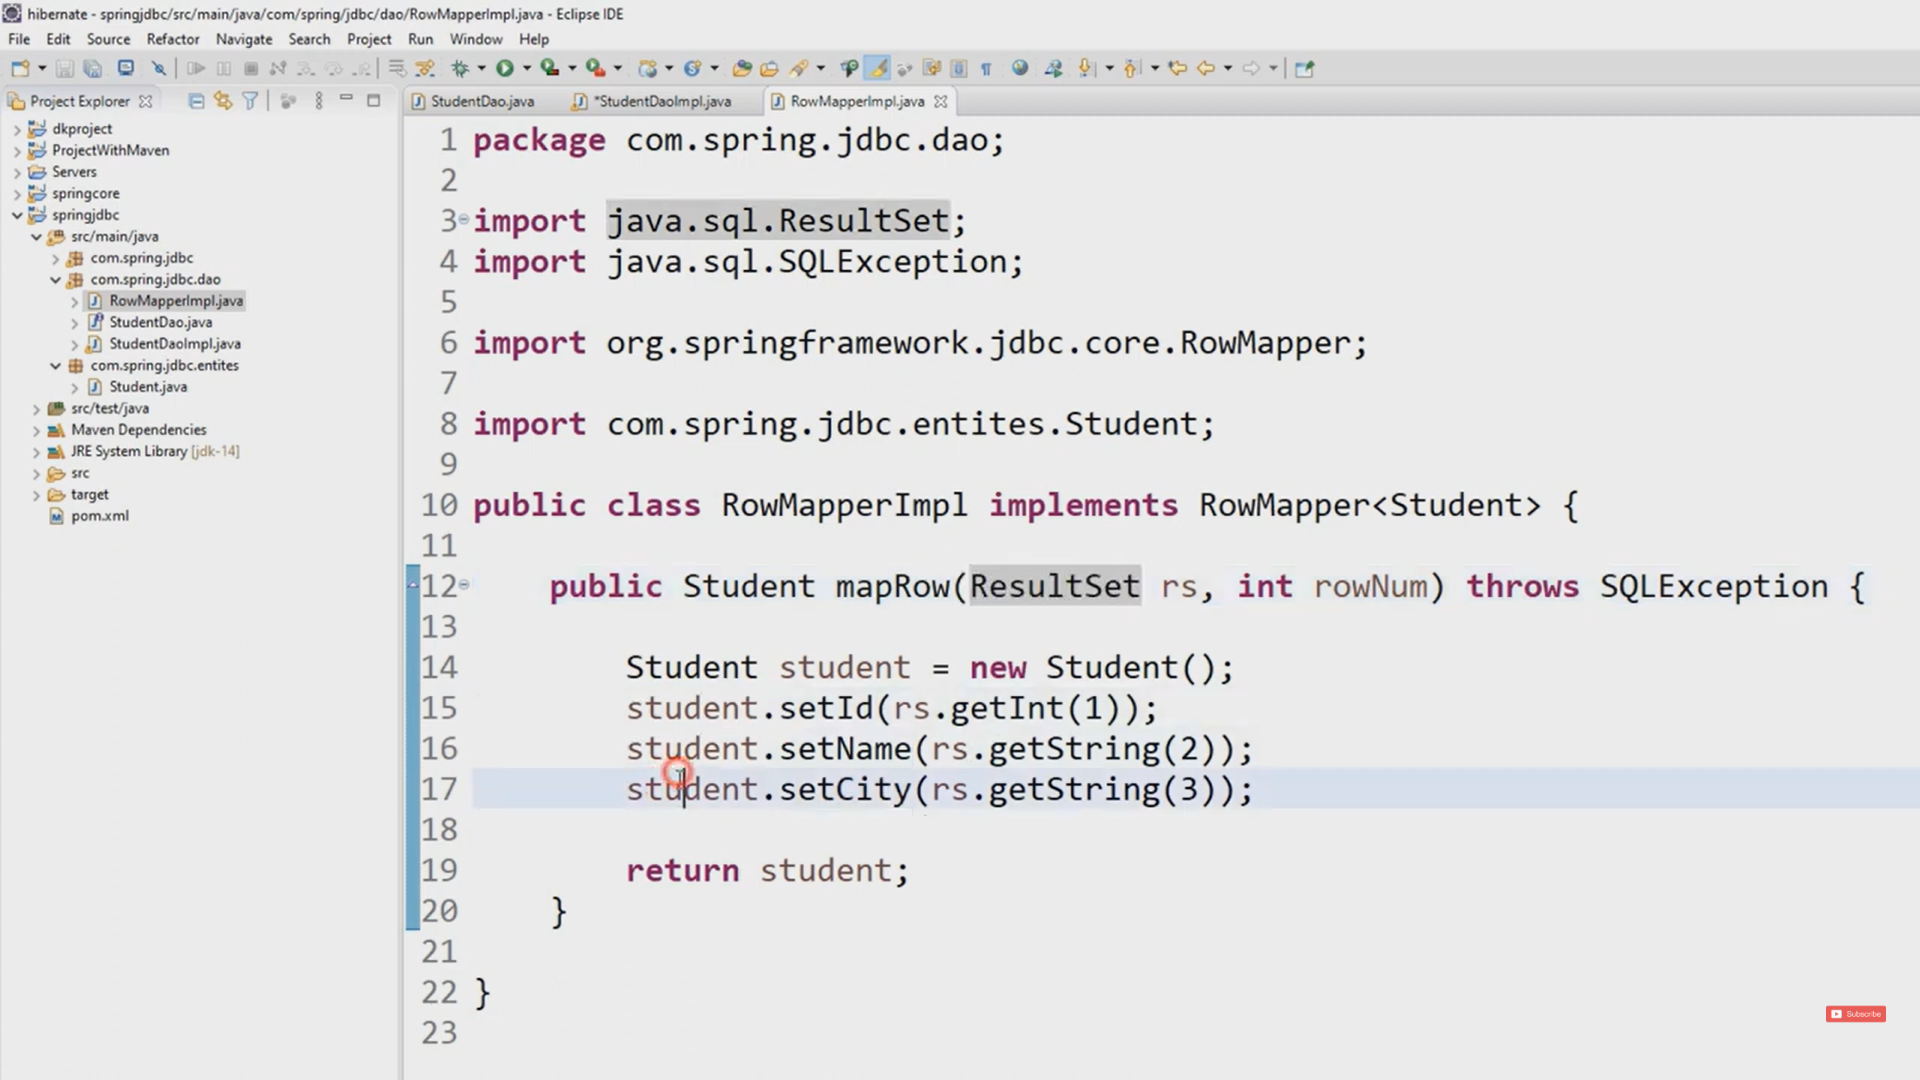 hibernate - springjdbc/src/main/java/com/spring/jdbc/dao/RowMapperImpl.java - Eclipse IDE
File Edit Source Refactor Navigate Search Project Run Window Help
Project Explorer
dkproject
ProjectWithMaven
Servers
springcore
springjdbc
src/main/java
com.spring.jdbc
com.spring.jdbc.dao
RowMapperImpl.java
StudentDao.java
StudentDaoImpl.java
com.spring.jdbc.entites
Student.java
src/test/java
Maven Dependencies
JRE System Library [jdk-14]
src
target
pom.xml
StudentDao.java *StudentDaoImpl.java RowMapperImpl.java
1 package com.spring.jdbc.dao;
2
3 import java.sql.ResultSet;
4 import java.sql.SQLException;
5
6 import org.springframework.jdbc.core.RowMapper;
7
8 import com.spring.jdbc.entites.Student;
9
10 public class RowMapperImpl implements RowMapper<Student> {
11
12 public Student mapRow(ResultSet rs, int rowNum) throws SQLException {
13
14 Student student = new Student();
15 student.setId(rs.getInt(1));
16 student.setName(rs.getString(2));
17 student.setCity(rs.getString(3));
18
19 return student;
20 }
21
22 }
23
Subscribe